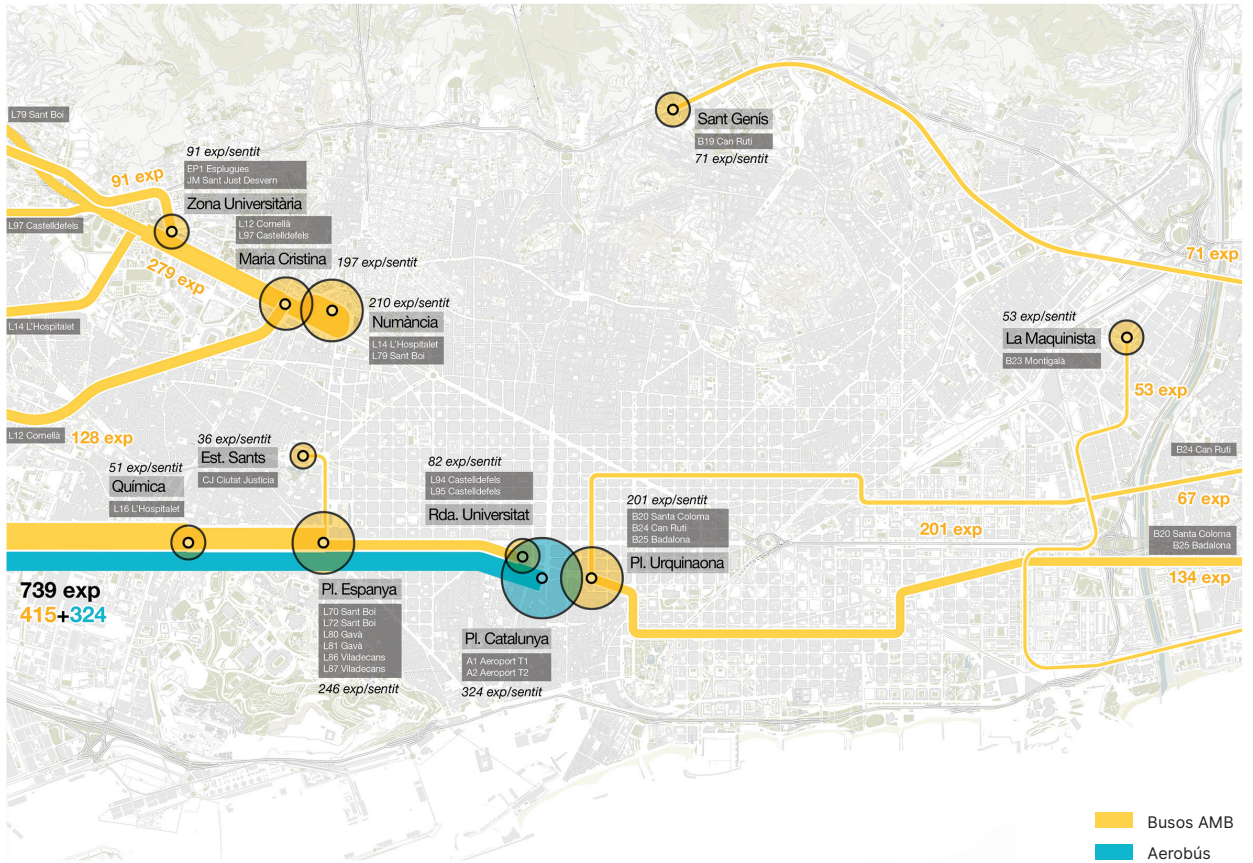 L79 Sant Boi
91 exp/sentit
EP1 Esplugues
JM Sant Just Desvern
91 exp
Zona Universitària
L97 Castelldefels
L12 Cornellà
L97 Castelldefels
Maria Cristina
197 exp/sentit
279 exp
210 exp/sentit
Numància
L14 L'Hospitalet
L79 Sant Boi
L14 L'Hospitalet
Sant Genís
B19 Can Ruti
71 exp/sentit
71 exp
53 exp/sentit
La Maquinista
B23 Montigalà
53 exp
L12 Cornellà
128 exp
36 exp/sentit
Est. Sants
CJ Ciutat Justícia
51 exp/sentit
Química
L16 L'Hospitalet
82 exp/sentit
L94 Castelldefels
L95 Castelldefels
Rda. Universitat
201 exp/sentit
B20 Santa Coloma
B24 Can Ruti
B25 Badalona
Pl. Urquinaona
B24 Can Ruti
67 exp
201 exp
B20 Santa Coloma
B25 Badalona
134 exp
739 exp
415+324
Pl. Espanya
L70 Sant Boi
L72 Sant Boi
L80 Gavà
L81 Gavà
L86 Viladecans
L87 Viladecans
246 exp/sentit
Pl. Catalunya
A1 Aeroport T1
A2 Aeroport T2
324 exp/sentit
Busos AMB
Aerobús